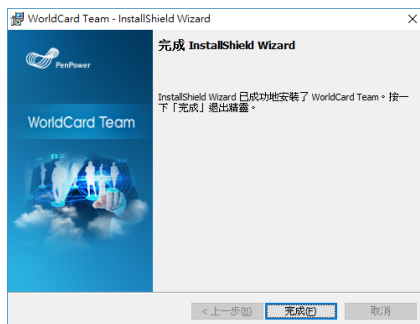 WorldCard Team - InstallShield Wizard
PenPower
WorldCard Team
完成 InstallShield Wizard
InstallShield Wizard 已成功地安裝了 WorldCard Team。按一
下「完成」退出精靈。
< 上一步(B)
完成(F)
取消